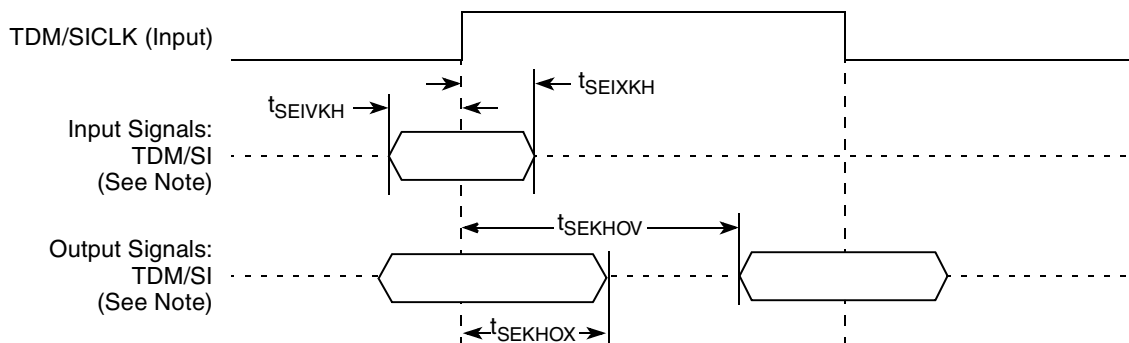 TDM/SICLK (Input)
tSEIXKH
tSEIVKH
Input Signals:
TDM/SI
(See Note)
tSEKHOV
Output Signals:
TDM/SI
(See Note)
tSEKHOX